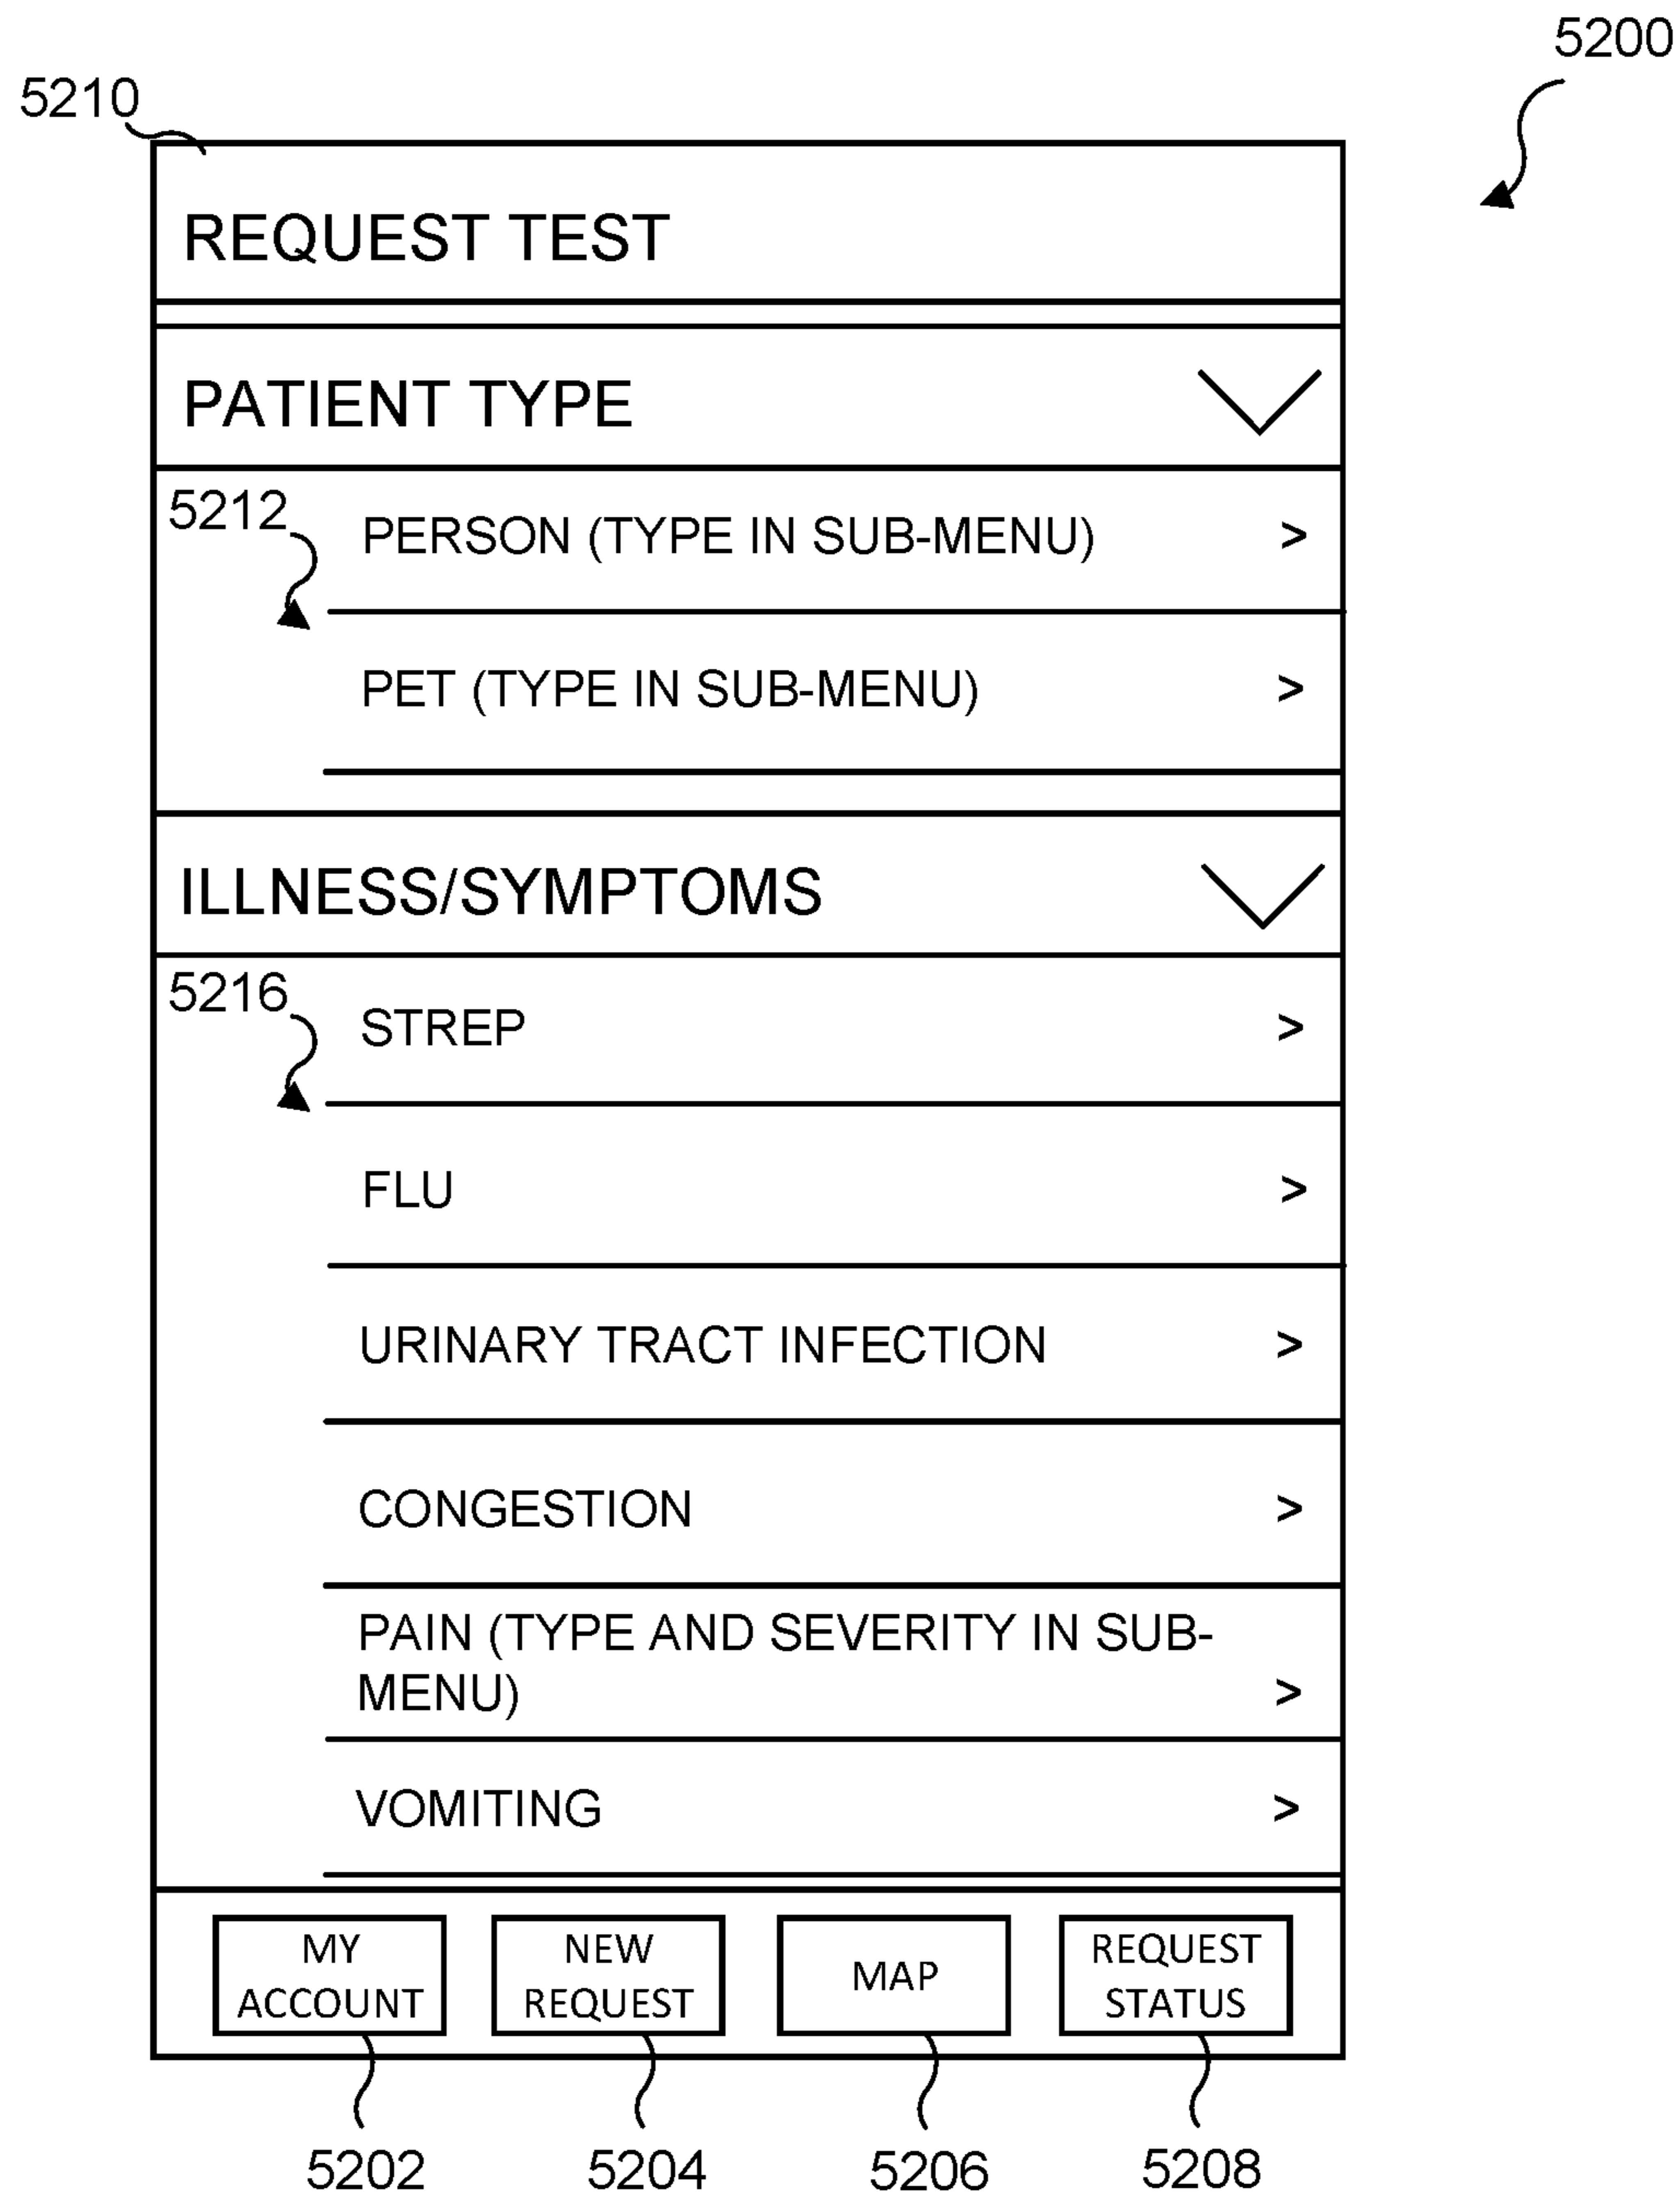 5200
5210
REQUEST TEST
PATIENT TYPE
5212
PERSON (TYPE IN SUB-MENU) >
PET (TYPE IN SUB-MENU) >
ILLNESS/SYMPTOMS
5216
STREP >
FLU >
URINARY TRACT INFECTION >
CONGESTION >
PAIN (TYPE AND SEVERITY IN SUB-
MENU) >
VOMITING >
MY
ACCOUNT
NEW
REQUEST
MAP
REQUEST
STATUS
5202
5204
5206
5208